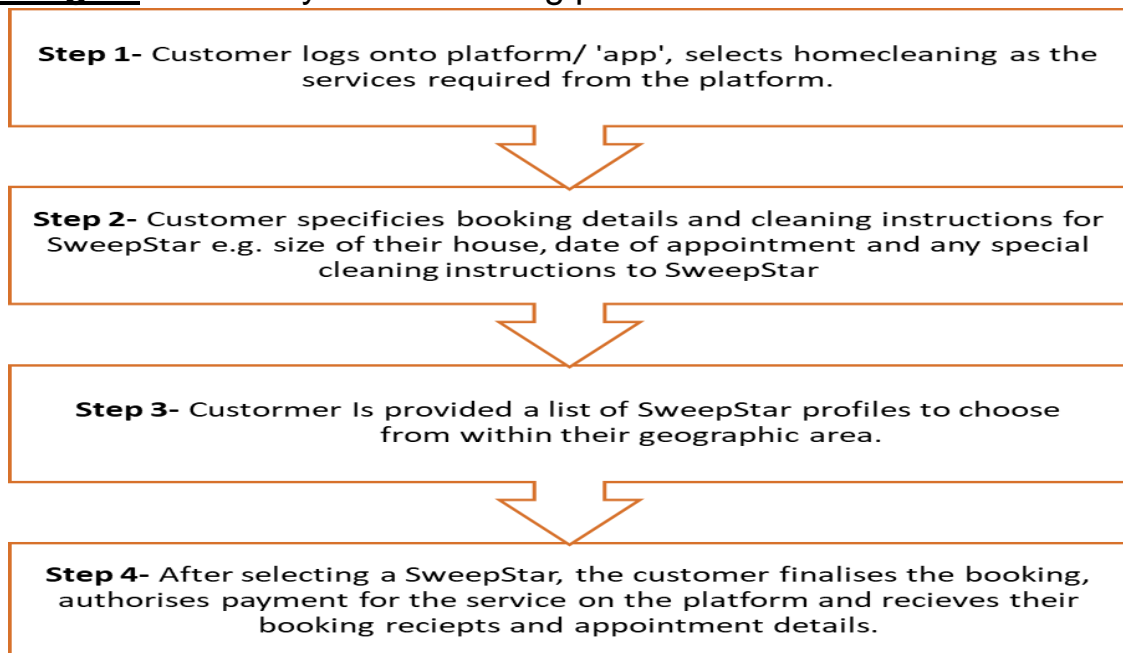 Step 1- Customer logs onto platform/ 'app', selects homecleaning as the
services required from the platform.
Step 2- Customer specificies booking details and cleaning instructions for
SweepStar e.g. size of their house, date of appointment and any special
cleaning instructions to SweepStar
Step 3- Custormer Is provided a list of SweepStar profiles to choose
from within their geographic area.
Step 4- After selecting a SweepStar, the customer finalises the booking,
authorises payment for the service on the platform and recieves their
booking reciepts and appointment details.